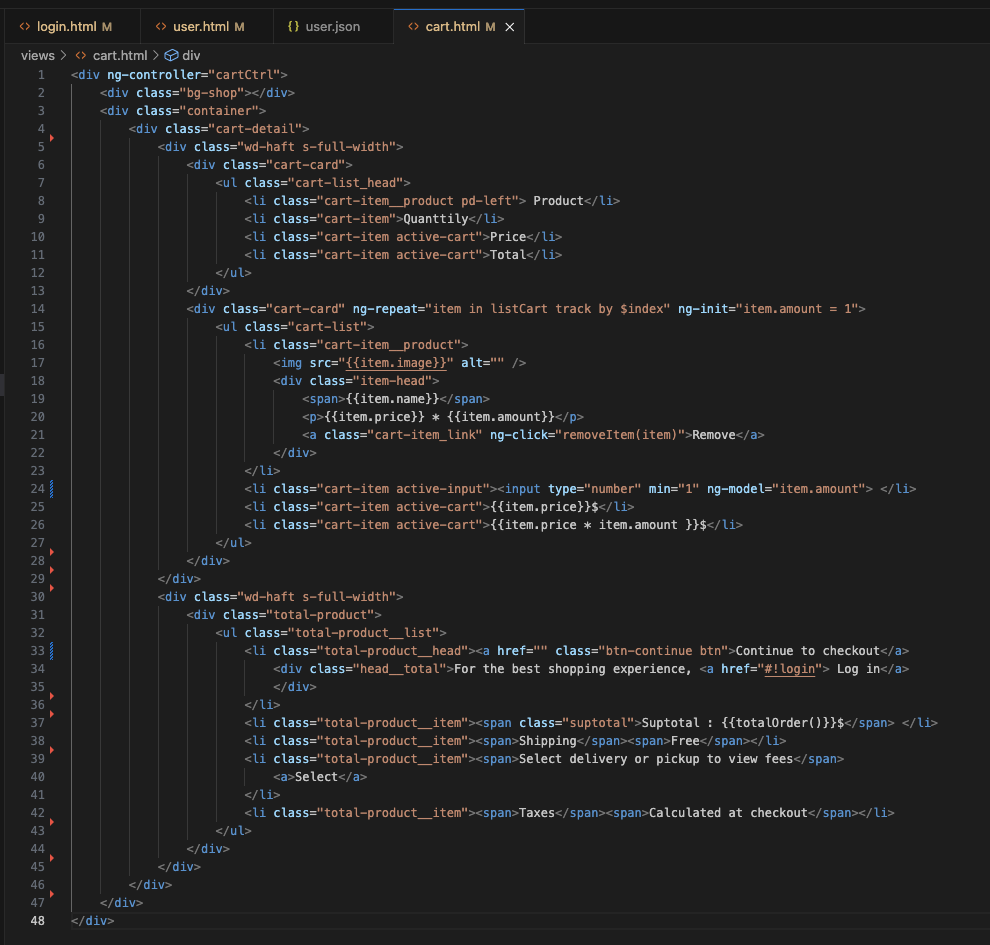 login.html M user.html M {} user.json cart.html M
views > cart.html > div
1 <div ng-controller="cartCtrl">
2 <div class="bg-shop"></div>
3 <div class="container">
4 <div class="cart-detail">
5 <div class="wd-haft s-full-width">
6 <div class="cart-card">
7 <ul class="cart-list_head">
8 <li class="cart-item__product pd-left"> Product</li>
9 <li class="cart-item">Quanttily</li>
10 <li class="cart-item active-cart">Price</li>
11 <li class="cart-item active-cart">Total</li>
12 </ul>
13 </div>
14 <div class="cart-card" ng-repeat="item in listCart track by $index" ng-init="item.amount = 1">
15 <ul class="cart-list">
16 <li class="cart-item__product">
17 <img src="{{item.image}}" alt="" />
18 <div class="item-head">
19 <span>{{item.name}}</span>
20 <p>{{item.price}} * {{item.amount}}</p>
21 <a class="cart-item_link" ng-click="removeItem(item)">Remove</a>
22 </div>
23 </li>
24 <li class="cart-item active-input"><input type="number" min="1" ng-model="item.amount"> </li>
25 <li class="cart-item active-cart">{{item.price}}$</li>
26 <li class="cart-item active-cart">{{item.price * item.amount }}$</li>
27 </ul>
28 </div>
29 </div>
30 <div class="wd-haft s-full-width">
31 <div class="total-product">
32 <ul class="total-product__list">
33 <li class="total-product__head"><a href="" class="btn-continue btn">Continue to checkout</a>
34 <div class="head__total">For the best shopping experience, <a href="#!login"> Log in</a>
35 </div>
36 </li>
37 <li class="total-product__item"><span class="suptotal">Suptotal : {{totalOrder()}}$</span> </li>
38 <li class="total-product__item"><span>Shipping</span><span>Free</span></li>
39 <li class="total-product__item"><span>Select delivery or pickup to view fees</span>
40 <a>Select</a>
41 </li>
42 <li class="total-product__item"><span>Taxes</span><span>Calculated at checkout</span></li>
43 </ul>
44 </div>
45 </div>
46 </div>
47 </div>
48 </div>